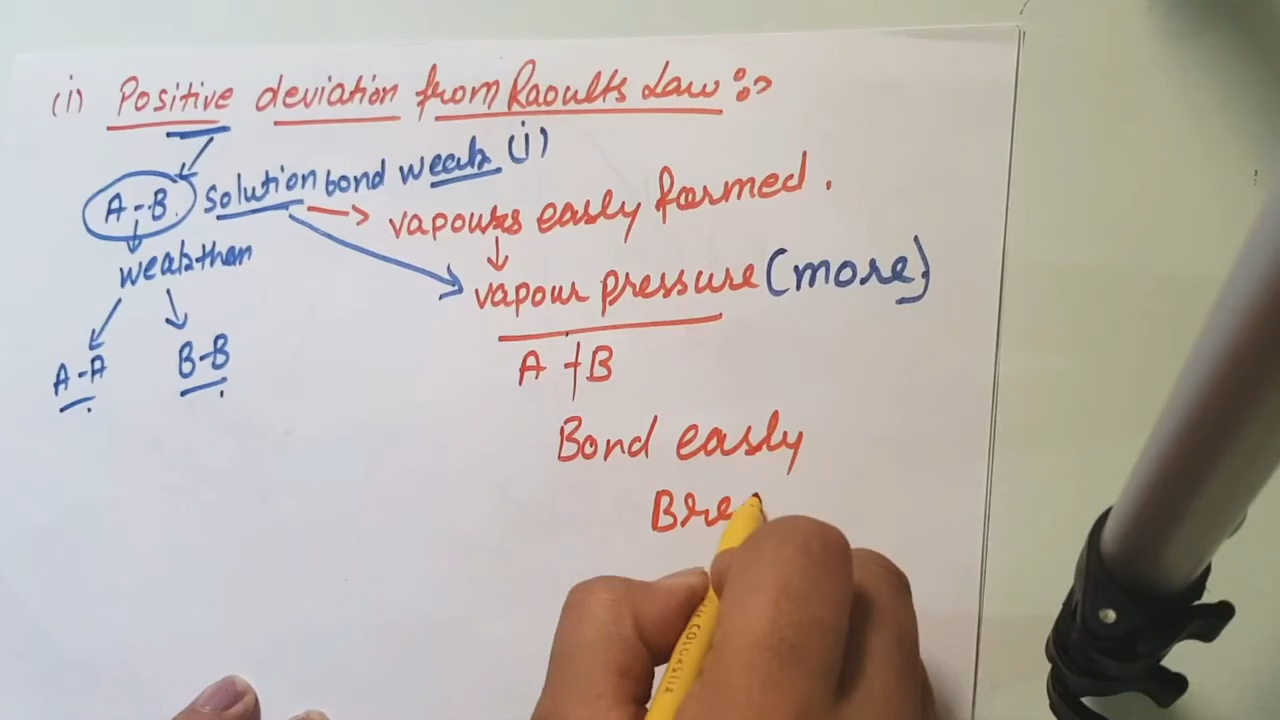 (i) Positive deviation from Raoults Law :->
A-B. Solution bond weak (i)
vapours easly formed.
weak than
vapour pressure (more)
A-A B-B
A + B
Bond easly
Bre